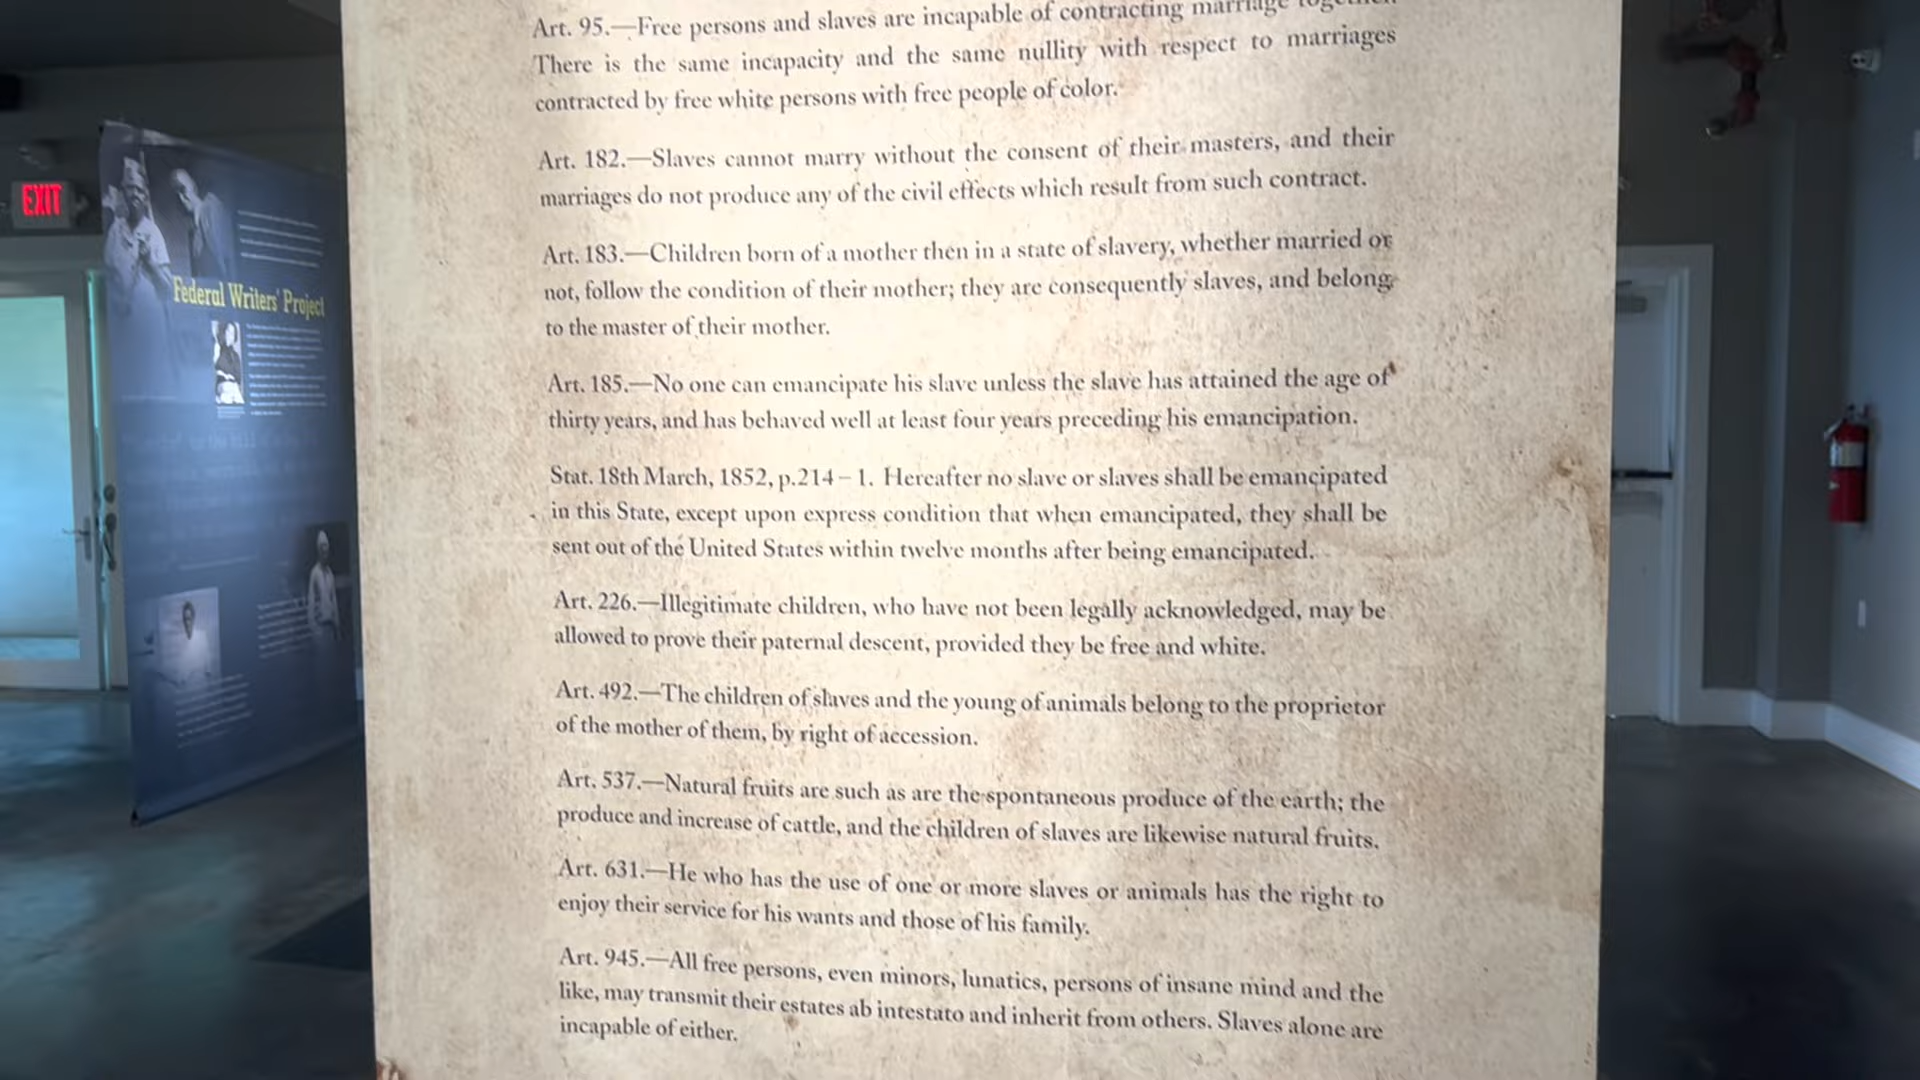 Art. 95.—Free persons and slaves are incapable of contracting marriage together.
There is the same incapacity and the same nullity with respect to marriages
contracted by free white persons with free people of color.
Art. 182.—Slaves cannot marry without the consent of their masters, and their
marriages do not produce any of the civil effects which result from such contract.
Art. 183.—Children born of a mother then in a state of slavery, whether married or
not, follow the condition of their mother; they are consequently slaves, and belong
to the master of their mother.
Art. 185.—No one can emancipate his slave unless the slave has attained the age of
thirty years, and has behaved well at least four years preceding his emancipation.
Stat. 18th March, 1852, p.214 – 1. Hereafter no slave or slaves shall be emancipated
in this State, except upon express condition that when emancipated, they shall be
sent out of the United States within twelve months after being emancipated.
Art. 226.—Illegitimate children, who have not been legally acknowledged, may be
allowed to prove their paternal descent, provided they be free and white.
Art. 492.—The children of slaves and the young of animals belong to the proprietor
of the mother of them, by right of accession.
Art. 537.—Natural fruits are such as are the spontaneous produce of the earth; the
produce and increase of cattle, and the children of slaves are likewise natural fruits.
Art. 631.—He who has the use of one or more slaves or animals has the right to
enjoy their service for his wants and those of his family.
Art. 945.—All free persons, even minors, lunatics, persons of insane mind and the
like, may transmit their estates ab intestato and inherit from others. Slaves alone are
incapable of either.
EXIT
Federal Writers' Project